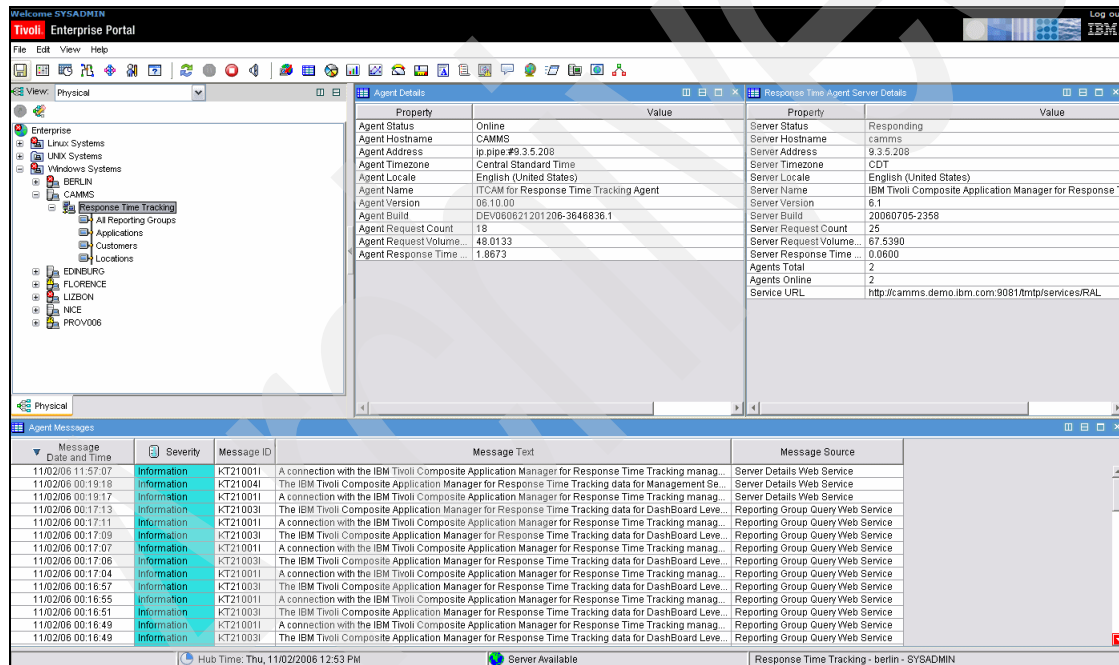 Welcome SYSADMIN
Log ou
Tivoli. Enterprise Portal
IBM
File Edit View Help
View: Physical
Enterprise
Linux Systems
UNIX Systems
Windows Systems
BERLIN
CAMMS
Response Time Tracking
All Reporting Groups
Applications
Customers
Locations
EDINBURG
FLORENCE
LIZBON
NICE
PROV006
Physical
Agent Details
Property Value
Agent Status Online
Agent Hostname CAMMS
Agent Address ip.pipe:#9.3.5.208
Agent Timezone Central Standard Time
Agent Locale English (United States)
Agent Name ITCAM for Response Time Tracking Agent
Agent Version 06.10.00
Agent Build DEV060621201206-3646836.1
Agent Request Count 18
Agent Request Volume... 48.0133
Agent Response Time ... 1.8673
Response Time Agent Server Details
Property Value
Server Status Responding
Server Hostname camms
Server Address 9.3.5.208
Server Timezone CDT
Server Locale English (United States)
Server Name IBM Tivoli Composite Application Manager for Response T
Server Version 6.1
Server Build 20060705-2358
Server Request Count 25
Server Request Volume... 67.5390
Server Response Time ... 0.0600
Agents Total 2
Agents Online 2
Service URL http://camms.demo.ibm.com:9081/tmtp/services/RAL
Agent Messages
Message Date and Time Severity Message ID Message Text Message Source
11/02/06 11:57:07 Information KT21001I A connection with the IBM Tivoli Composite Application Manager for Response Time Tracking manag... Server Details Web Service
11/02/06 00:19:18 Information KT21004I The IBM Tivoli Composite Application Manager for Response Time Tracking data for Management Se... Server Details Web Service
11/02/06 00:19:17 Information KT21001I A connection with the IBM Tivoli Composite Application Manager for Response Time Tracking manag... Server Details Web Service
11/02/06 00:17:13 Information KT21003I The IBM Tivoli Composite Application Manager for Response Time Tracking data for DashBoard Leve... Reporting Group Query Web Service
11/02/06 00:17:11 Information KT21001I A connection with the IBM Tivoli Composite Application Manager for Response Time Tracking manag... Reporting Group Query Web Service
11/02/06 00:17:09 Information KT21003I The IBM Tivoli Composite Application Manager for Response Time Tracking data for DashBoard Leve... Reporting Group Query Web Service
11/02/06 00:17:07 Information KT21001I A connection with the IBM Tivoli Composite Application Manager for Response Time Tracking manag... Reporting Group Query Web Service
11/02/06 00:17:06 Information KT21003I The IBM Tivoli Composite Application Manager for Response Time Tracking data for DashBoard Leve... Reporting Group Query Web Service
11/02/06 00:17:04 Information KT21001I A connection with the IBM Tivoli Composite Application Manager for Response Time Tracking manag... Reporting Group Query Web Service
11/02/06 00:16:57 Information KT21003I The IBM Tivoli Composite Application Manager for Response Time Tracking data for DashBoard Leve... Reporting Group Query Web Service
11/02/06 00:16:55 Information KT21001I A connection with the IBM Tivoli Composite Application Manager for Response Time Tracking manag... Reporting Group Query Web Service
11/02/06 00:16:51 Information KT21003I The IBM Tivoli Composite Application Manager for Response Time Tracking data for DashBoard Leve... Reporting Group Query Web Service
11/02/06 00:16:49 Information KT21001I A connection with the IBM Tivoli Composite Application Manager for Response Time Tracking manag... Reporting Group Query Web Service
11/02/06 00:16:49 Information KT21003I The IBM Tivoli Composite Application Manager for Response Time Tracking data for DashBoard Leve... Reporting Group Query Web Service
Hub Time: Thu, 11/02/2006 12:53 PM
Server Available
Response Time Tracking - berlin - SYSADMIN